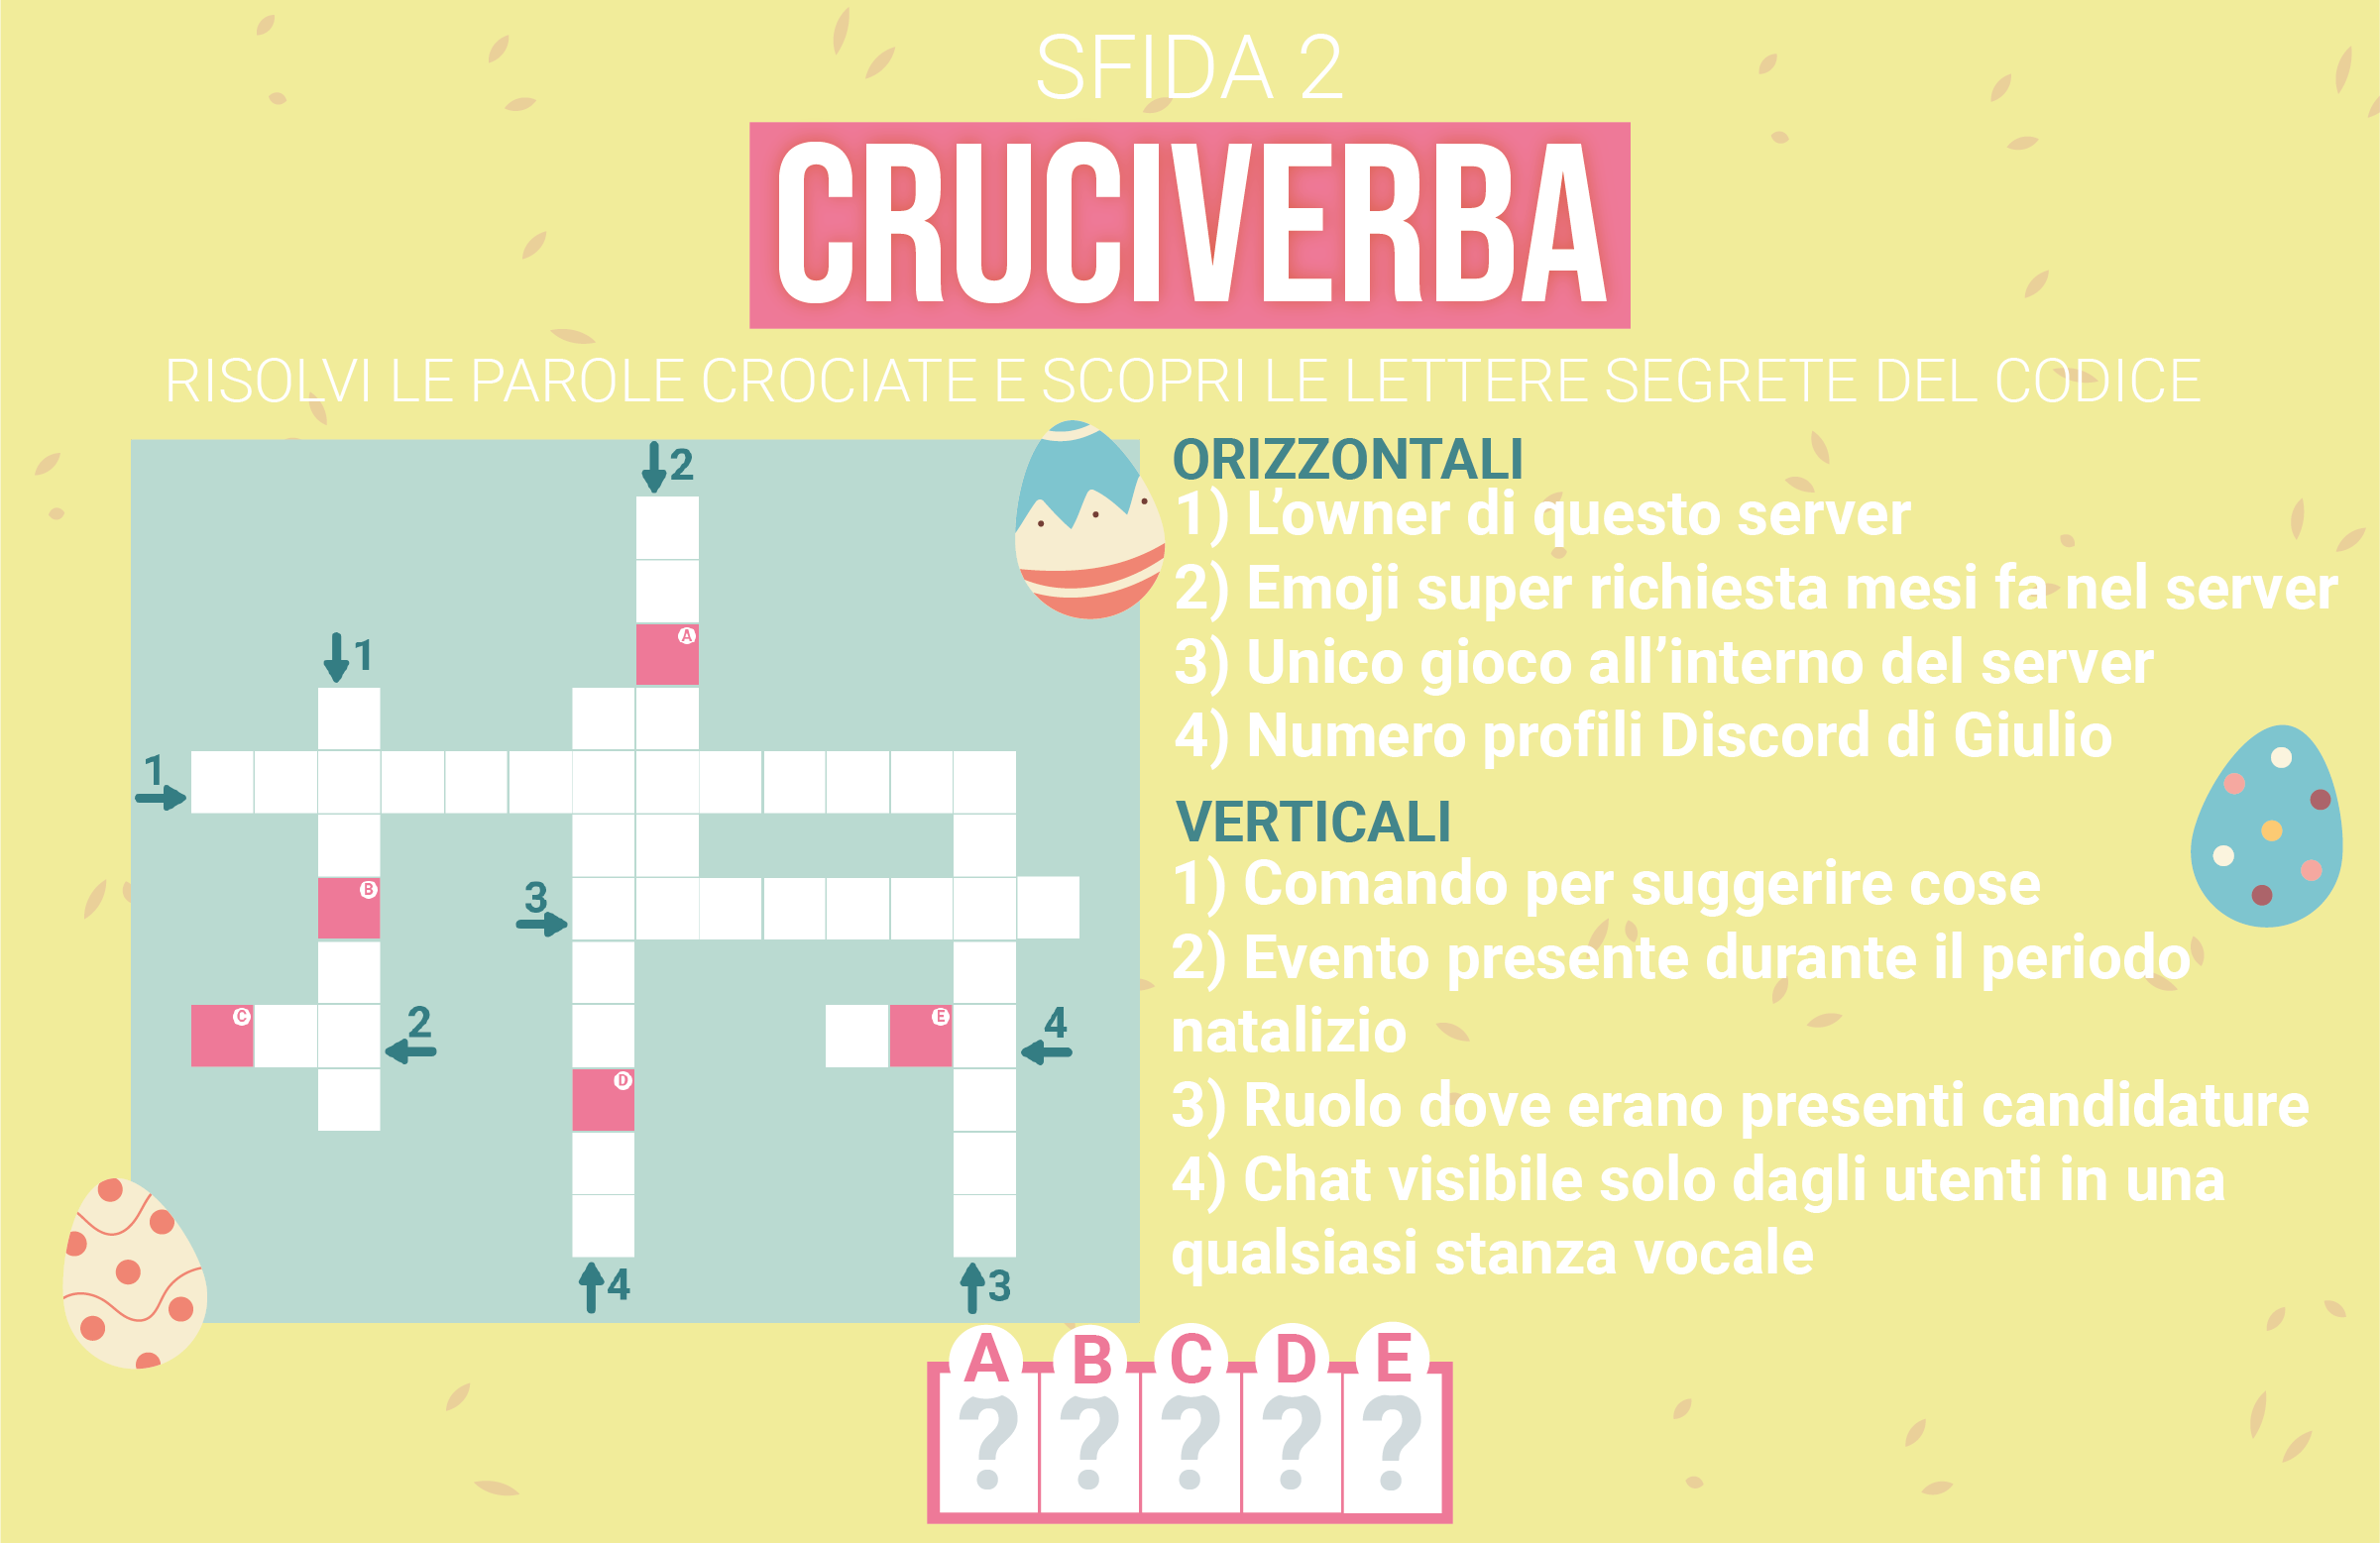 SFIDA 2
CRUCIVERBA
RISOLVI LE PAROLE CROCIATE E SCOPRI LE LETTERE SEGRETE DEL CODICE
2
A
1
1
B
3
C
2
E
4
D
4
3
ORIZZONTALI
1) L'owner di questo server
2) Emoji super richiesta mesi fa nel server
3) Unico gioco all'interno del server
4) Numero profili Discord di Giulio
VERTICALI
1) Comando per suggerire cose
2) Evento presente durante il periodo
natalizio
3) Ruolo dove erano presenti candidature
4) Chat visibile solo dagli utenti in una
qualsiasi stanza vocale
A B C D E
? ? ? ? ?